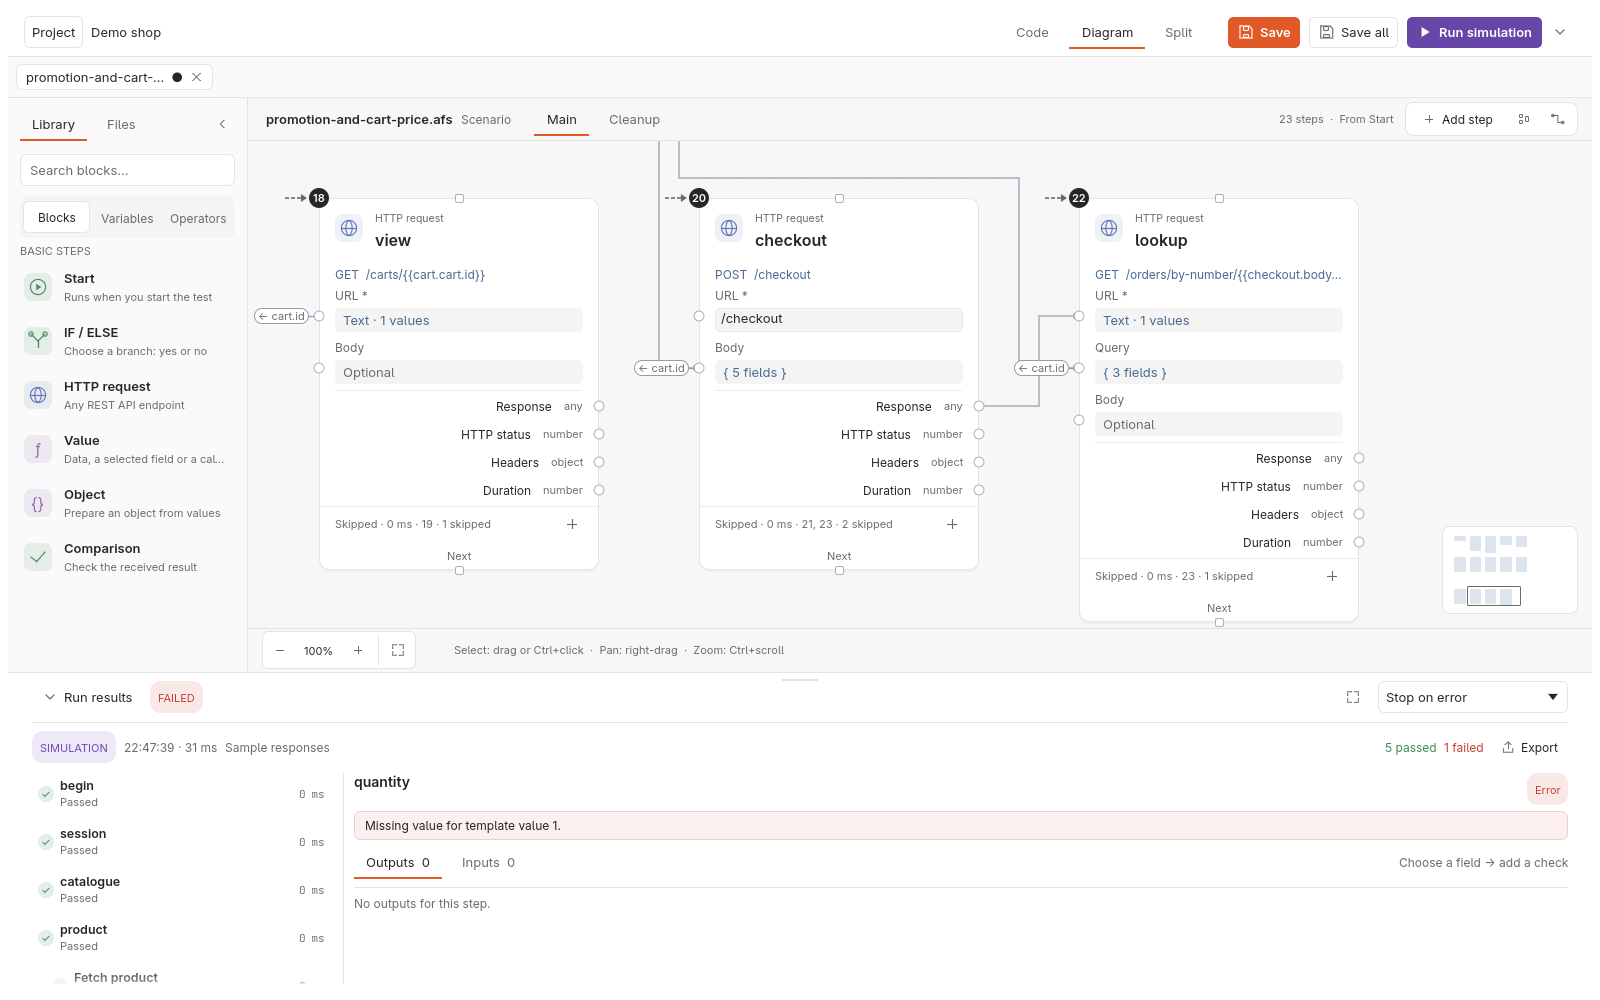 Project Demo shop
Code Diagram Split Save Save all Run simulation
promotion-and-cart-...
Library Files
promotion-and-cart-price.afs Scenario Main Cleanup
23 steps · From Start Add step
Search blocks...
Blocks Variables Operators
BASIC STEPS
Start
Runs when you start the test
IF / ELSE
Choose a branch: yes or no
HTTP request
Any REST API endpoint
Value
Data, a selected field or a cal...
Object
Prepare an object from values
Comparison
Check the received result
18
HTTP request
view
GET /carts/{{cart.cart.id}}
URL *
← cart.id
Text · 1 values
Body
Optional
Response any
HTTP status number
Headers object
Duration number
Skipped · 0 ms · 19 · 1 skipped
Next
20
HTTP request
checkout
POST /checkout
URL *
/checkout
Body
← cart.id
{ 5 fields }
Response any
HTTP status number
Headers object
Duration number
Skipped · 0 ms · 21, 23 · 2 skipped
Next
22
HTTP request
lookup
GET /orders/by-number/{{checkout.body...
URL *
Text · 1 values
Query
← cart.id
{ 3 fields }
Body
Optional
Response any
HTTP status number
Headers object
Duration number
Skipped · 0 ms · 23 · 1 skipped
Next
100%
Select: drag or Ctrl+click · Pan: right-drag · Zoom: Ctrl+scroll
Run results FAILED
Stop on error
SIMULATION 22:47:39 · 31 ms Sample responses
5 passed 1 failed Export
begin
Passed
0 ms
session
Passed
0 ms
catalogue
Passed
0 ms
product
Passed
0 ms
Fetch product
quantity
Error
Missing value for template value 1.
Outputs 0 Inputs 0
Choose a field → add a check
No outputs for this step.